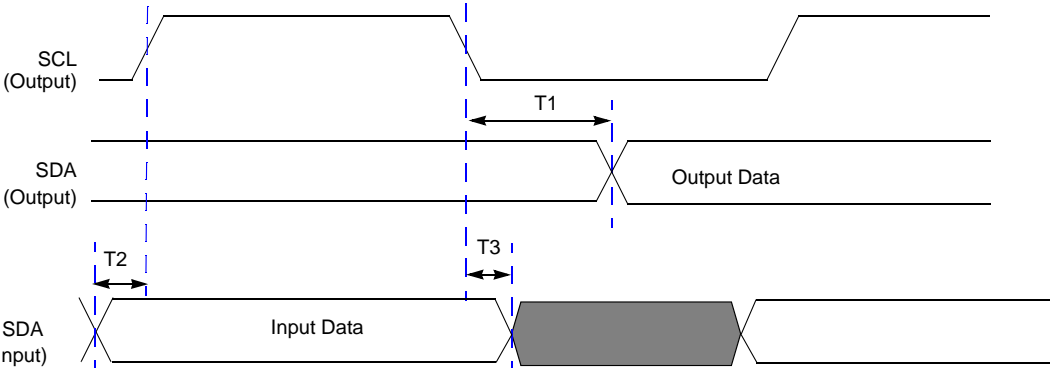 SCL
(Output)
T1
SDA
(Output)
Output Data
T2
T3
SDA
nput)
Input Data